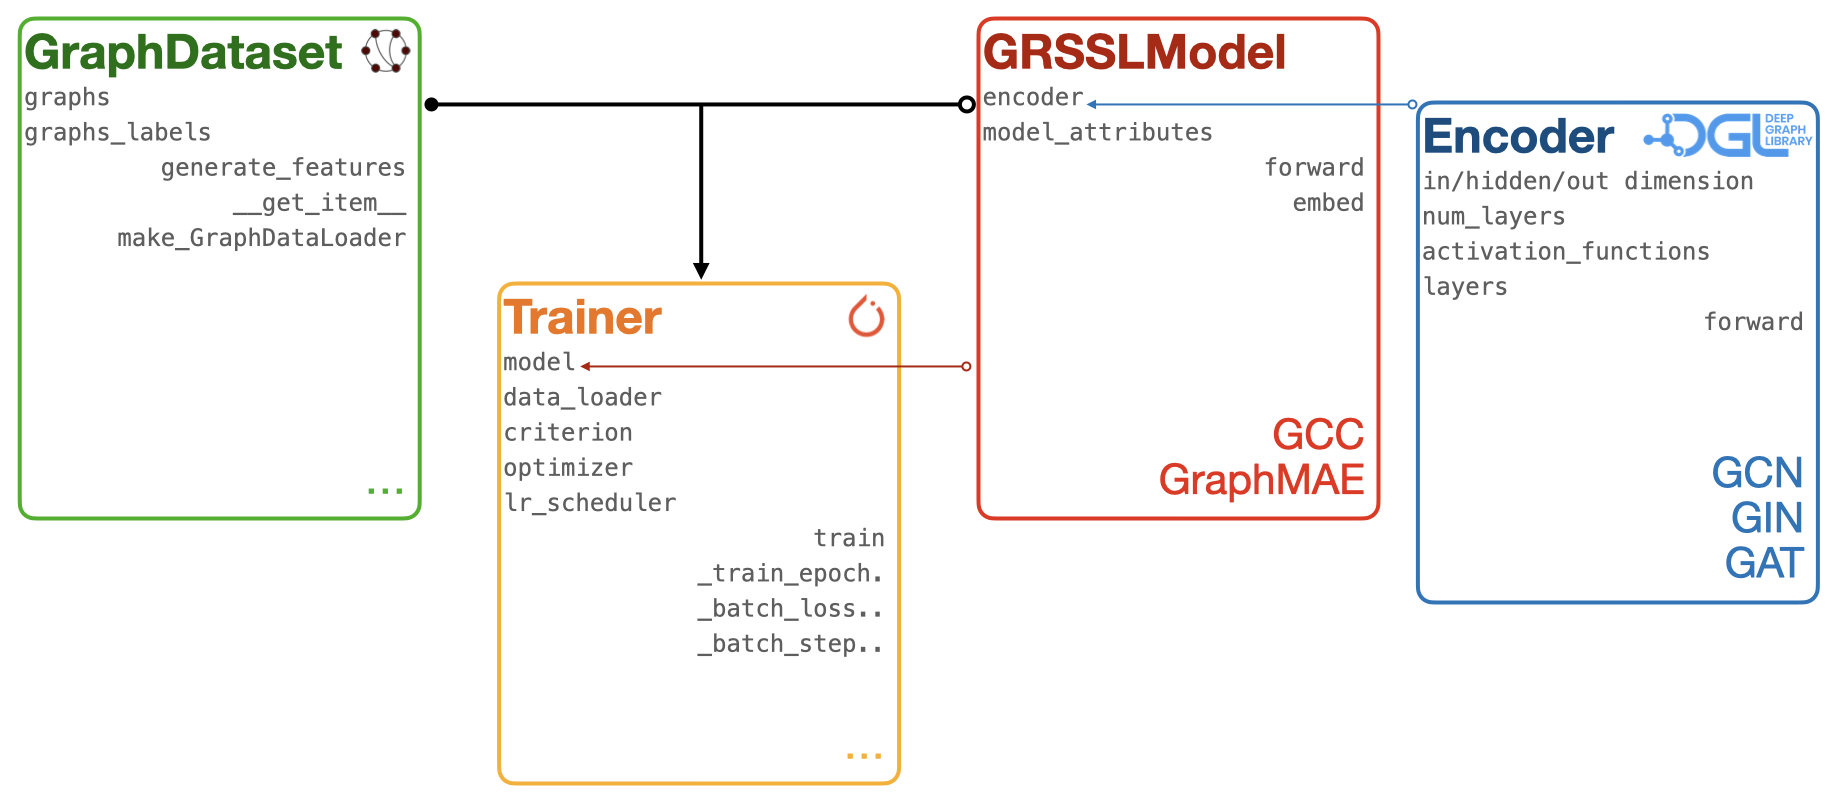 GraphDataset
graphs
graphs_labels
generate_features
__get_item__
make_GraphDataLoader
...
Trainer
model
data_loader
criterion
optimizer
lr_scheduler
train
_train_epoch.
_batch_loss..
_batch_step..
...
GRSSLModel
encoder
model_attributes
forward
embed
GCC
GraphMAE
Encoder
DGL
DEEP
GRAPH
LIBRARY
in/hidden/out dimension
num_layers
activation_functions
layers
forward
GCN
GIN
GAT